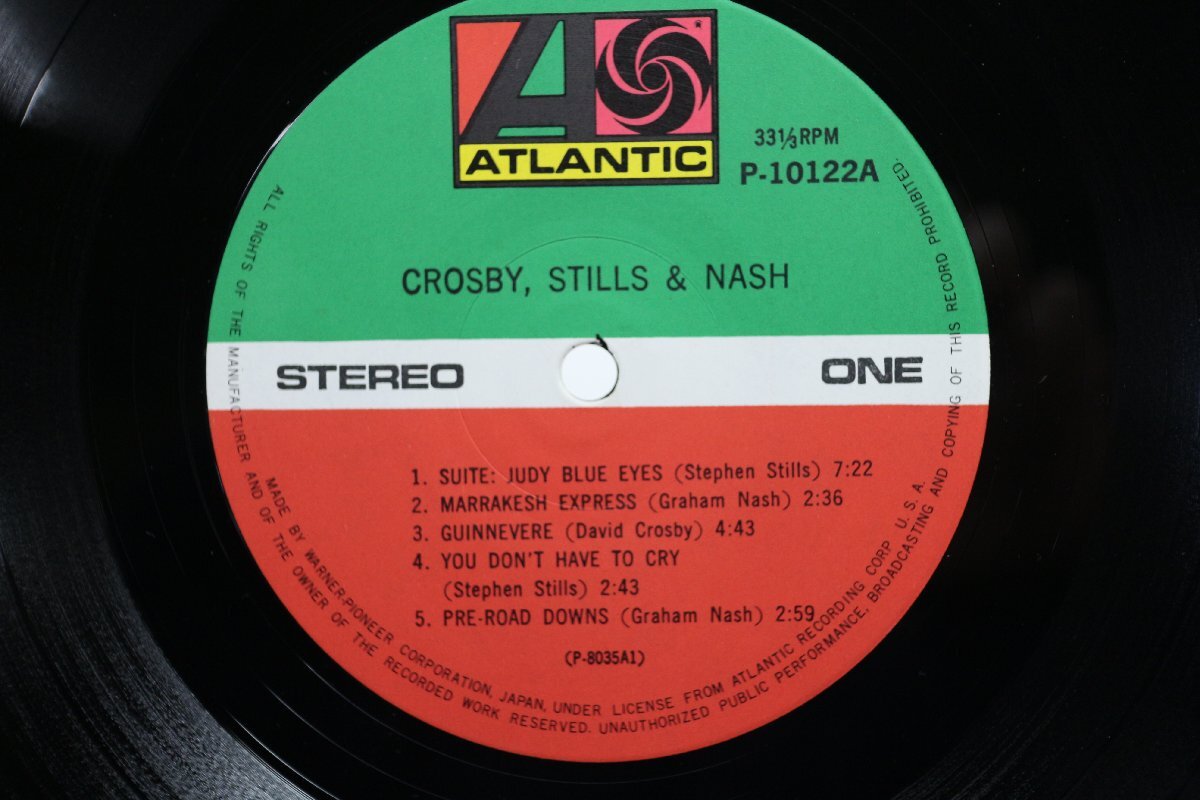 ATLANTIC
33⅓RPM
P-10122A
CROSBY, STILLS & NASH
STEREO
ONE
1. SUITE: JUDY BLUE EYES (Stephen Stills) 7:22
2. MARRAKESH EXPRESS (Graham Nash) 2:36
3. GUINNEVERE (David Crosby) 4:43
4. YOU DON'T HAVE TO CRY
(Stephen Stills) 2:43
5. PRE-ROAD DOWNS (Graham Nash) 2:59
(P-8035A1)
MADE BY WARNER-PIONEER CORPORATION, JAPAN, UNDER LICENSE FROM ATLANTIC RECORDING CORP U.S.A.
ALL RIGHTS OF THE MANUFACTURER AND OF THE OWNER OF THE RECORDED WORK RESERVED. UNAUTHORIZED PUBLIC PERFORMANCE, BROADCASTING AND COPYING OF THIS RECORD PROHIBITED.